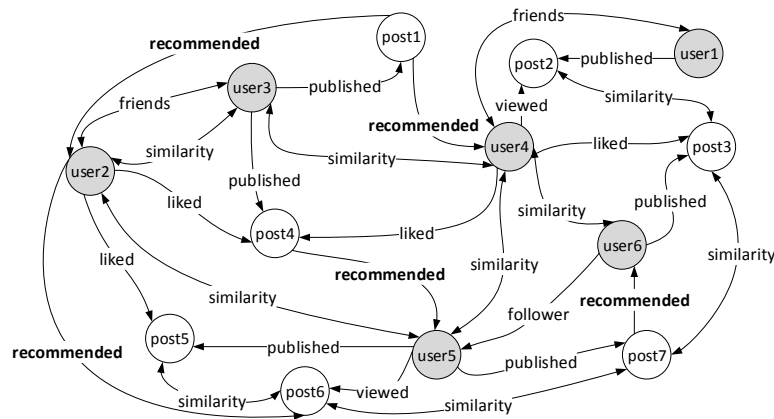 friends
post1
recommended
user1
published
post2
user3
published
friends
viewed
similarity
recommended
user4
liked
post3
similarity
similarity
user2
published
published
liked
similarity
post4
liked
user6
liked
similarity
recommended
similarity
similarity
follower
recommended
post5
published
user5
published
post7
recommended
similarity
post6
viewed
similarity